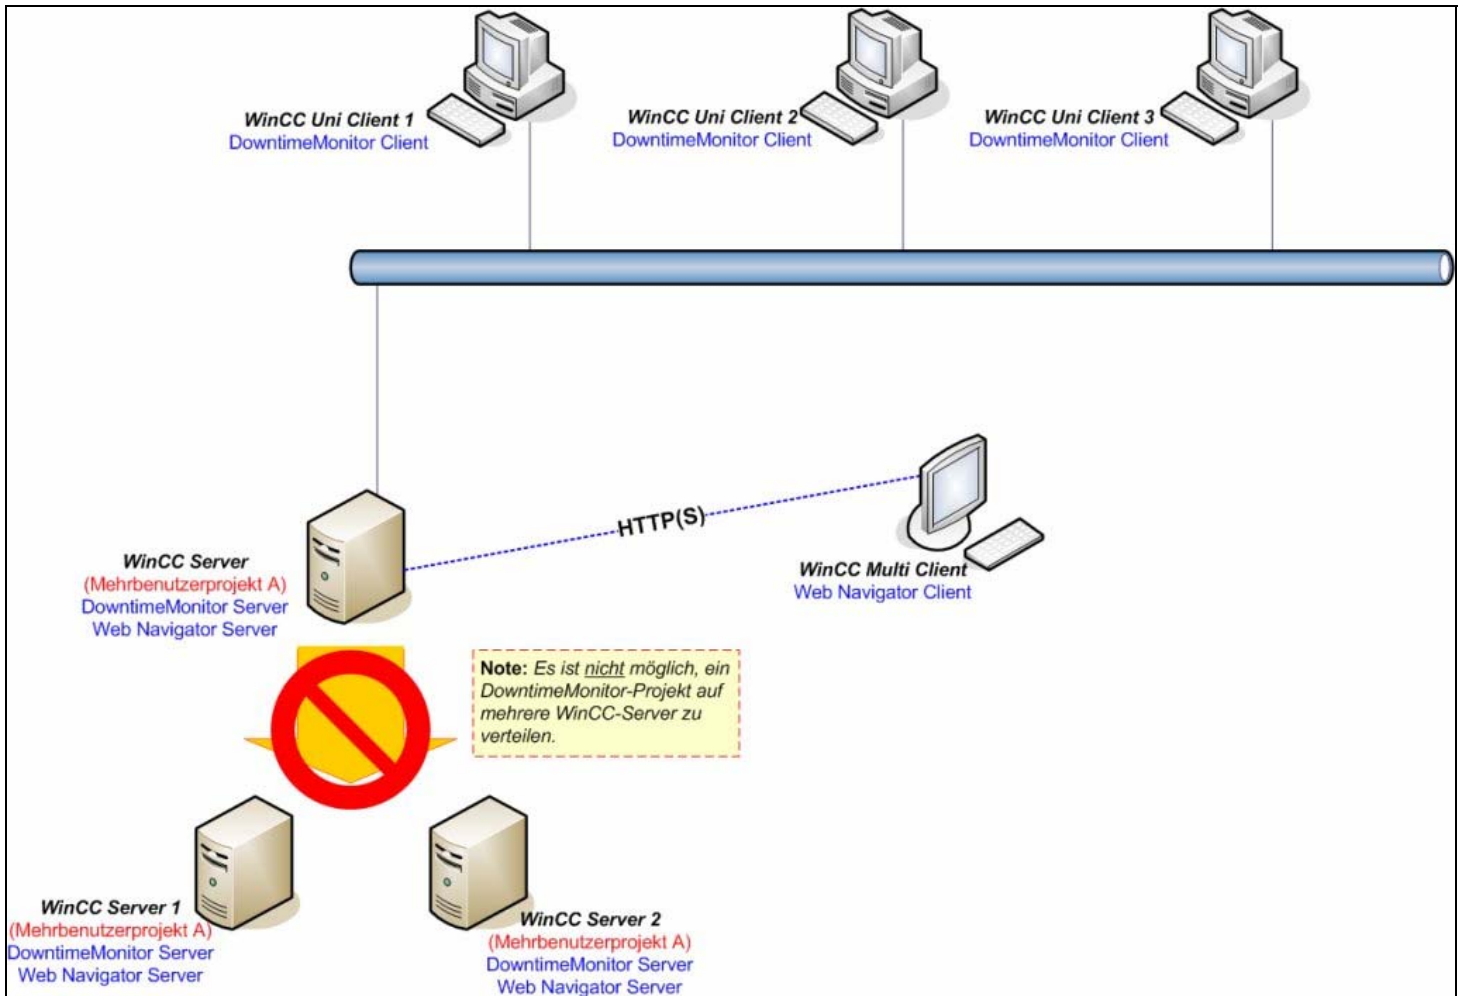 WinCC Uni Client 1
DowntimeMonitor Client
WinCC Uni Client 2
DowntimeMonitor Client
WinCC Uni Client 3
DowntimeMonitor Client
HTTP(S)
WinCC Server
(Mehrbenutzerprojekt A)
DowntimeMonitor Server
Web Navigator Server
WinCC Multi Client
Web Navigator Client
Note: Es ist nicht möglich, ein
DowntimeMonitor-Projekt auf
mehrere WinCC-Server zu
verteilen.
WinCC Server 1
(Mehrbenutzerprojekt A)
DowntimeMonitor Server
Web Navigator Server
WinCC Server 2
(Mehrbenutzerprojekt A)
DowntimeMonitor Server
Web Navigator Server